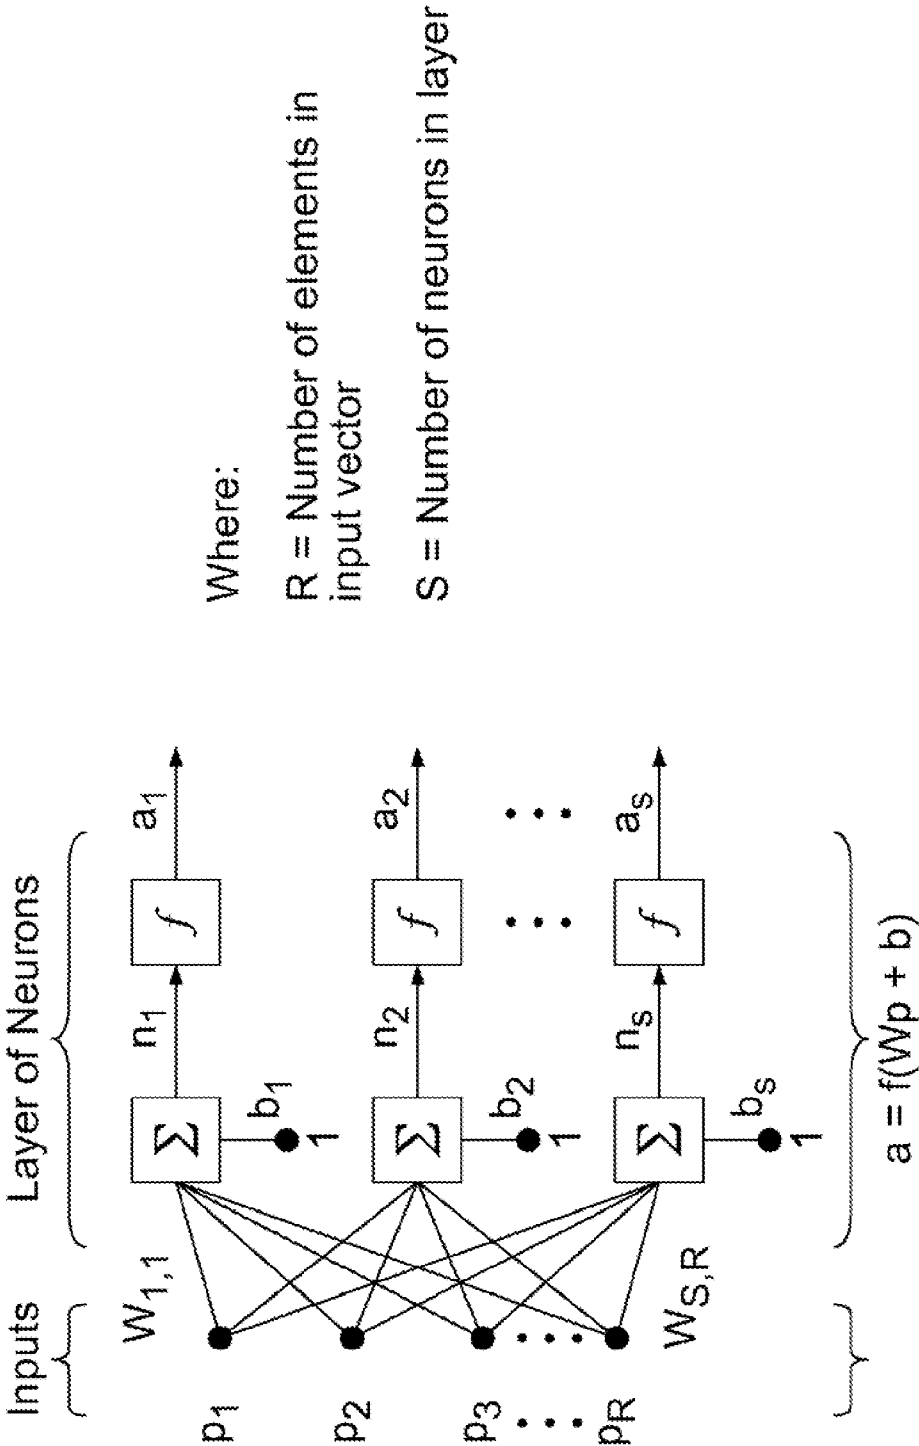 Inputs
Layer of Neurons
p1
p2
p3
pR
W1,1
WS,R
Σ
n1
f
a1
b1
1
Σ
n2
f
a2
b2
1
Σ
ns
f
as
bs
1
a = f(Wp + b)
Where:
R = Number of elements in
input vector
S = Number of neurons in layer